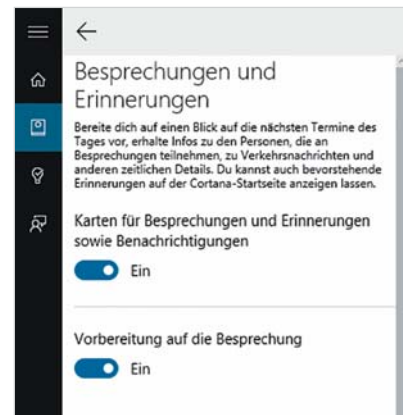 Besprechungen und
Erinnerungen
Bereite dich auf einen Blick auf die nächsten Termine des
Tages vor, erhalte Infos zu den Personen, die an
Besprechungen teilnehmen, zu Verkehrsnachrichten und
anderen zeitlichen Details. Du kannst auch bevorstehende
Erinnerungen auf der Cortana-Startseite anzeigen lassen.
Karten für Besprechungen und Erinnerungen
sowie Benachrichtigungen
Ein
Vorbereitung auf die Besprechung
Ein